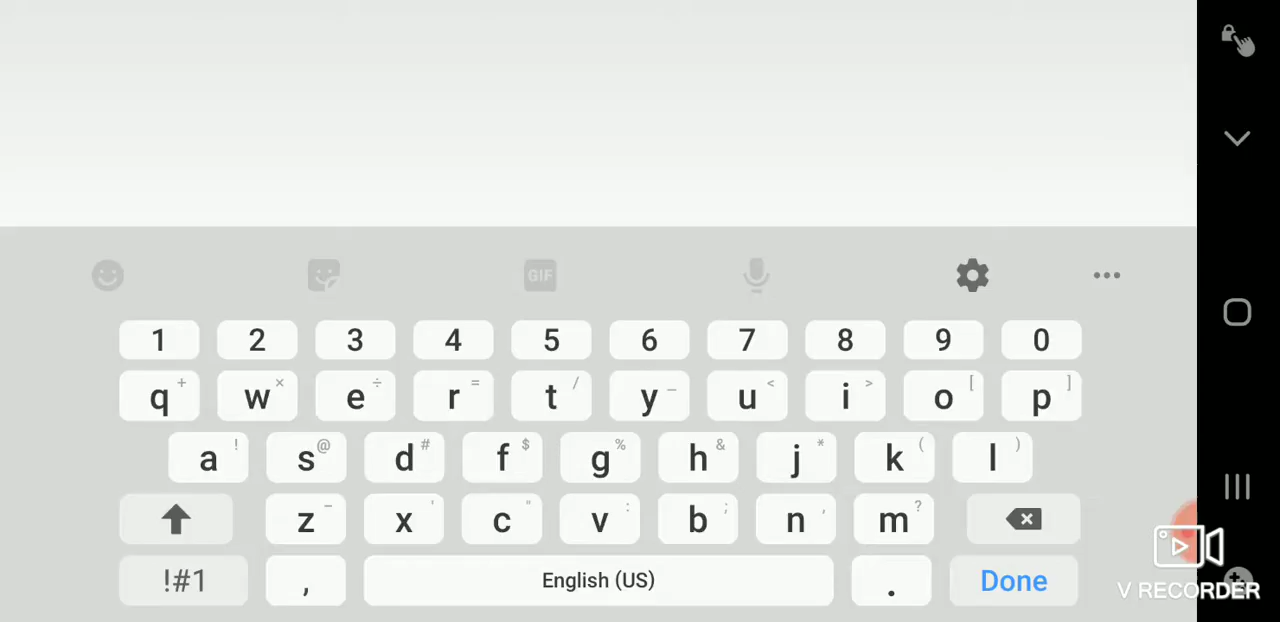 GIF
1 2 3 4 5 6 7 8 9 0
q + w × e ÷ r = t / y _ u < i > o [ p ]
a ! s @ d # f $ g % h & j * k ( l )
z - x ' c " v : b ; n , m ?
!#1 , English (US) . Done
V RECORDER